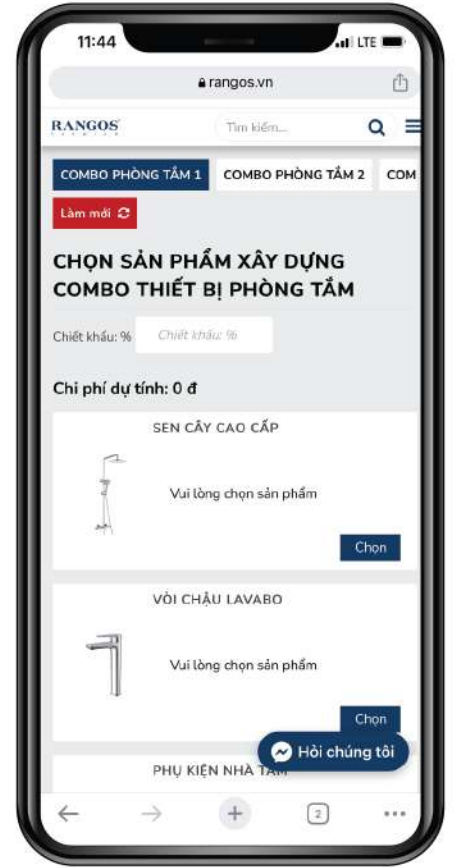 11:44
LTE
rangos.vn
RANGOS
Tìm kiếm...
COMBO PHÒNG TẮM 1
COMBO PHÒNG TẮM 2
COM
Làm mới
CHỌN SẢN PHẨM XÂY DỰNG
COMBO THIẾT BỊ PHÒNG TẮM
Chiết khấu: %
Chiết khấu: %
Chi phí dự tính: 0 đ
SEN CÂY CAO CẤP
Vui lòng chọn sản phẩm
Chọn
VÒI CHẬU LAVABO
Vui lòng chọn sản phẩm
Chọn
Hỏi chúng tôi
PHỤ KIỆN NHÀ TẮM
2